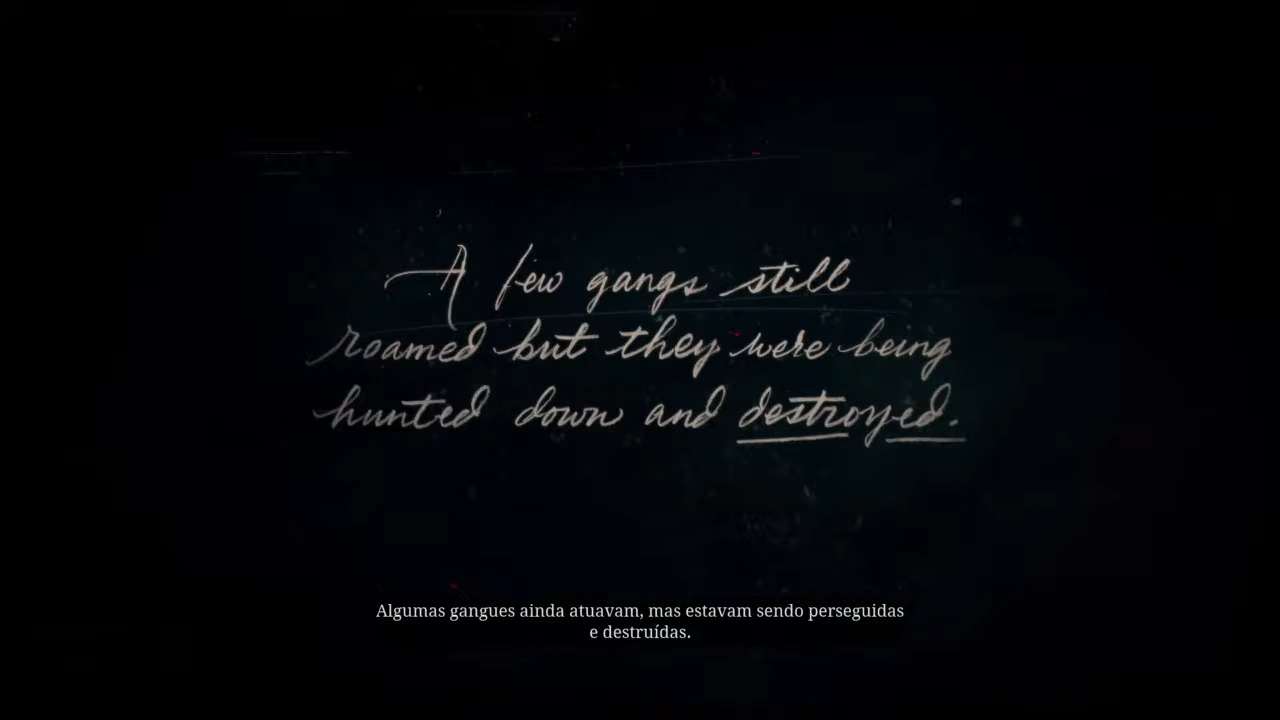 A few gangs still
roamed but they were being
hunted down and destroyed.
Algumas gangues ainda atuavam, mas estavam sendo perseguidas
e destruídas.